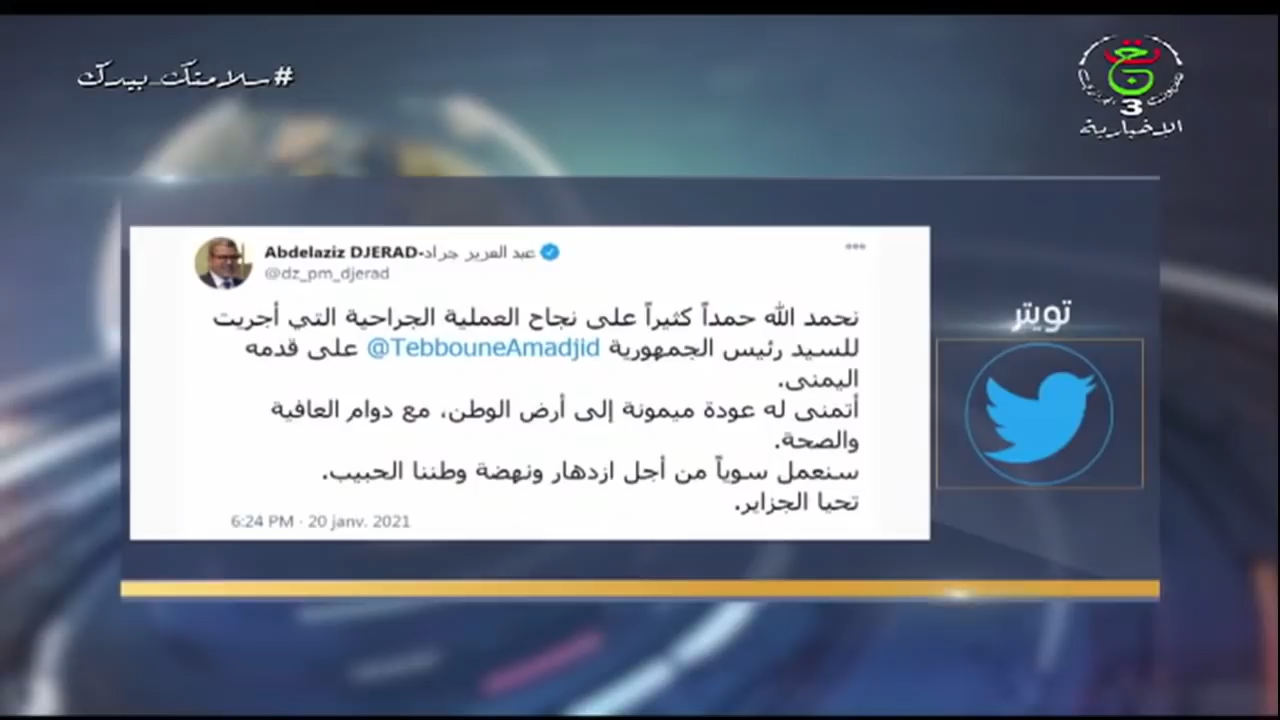 #سلامتك_بيدك
3
الإخبارية
Abdelaziz DJERAD-عبد العزيز جراد
@dz_pm_djerad
نحمد الله حمداً كثيراً على نجاح العملية الجراحية التي أجريت
للسيد رئيس الجمهورية @TebbouneAmadjid على قدمه
اليمنى.
أتمنى له عودة ميمونة إلى أرض الوطن، مع دوام العافية
والصحة.
سنعمل سوياً من أجل ازدهار ونهضة وطننا الحبيب.
تحيا الجزاير.
6:24 PM · 20 janv. 2021
تويتر